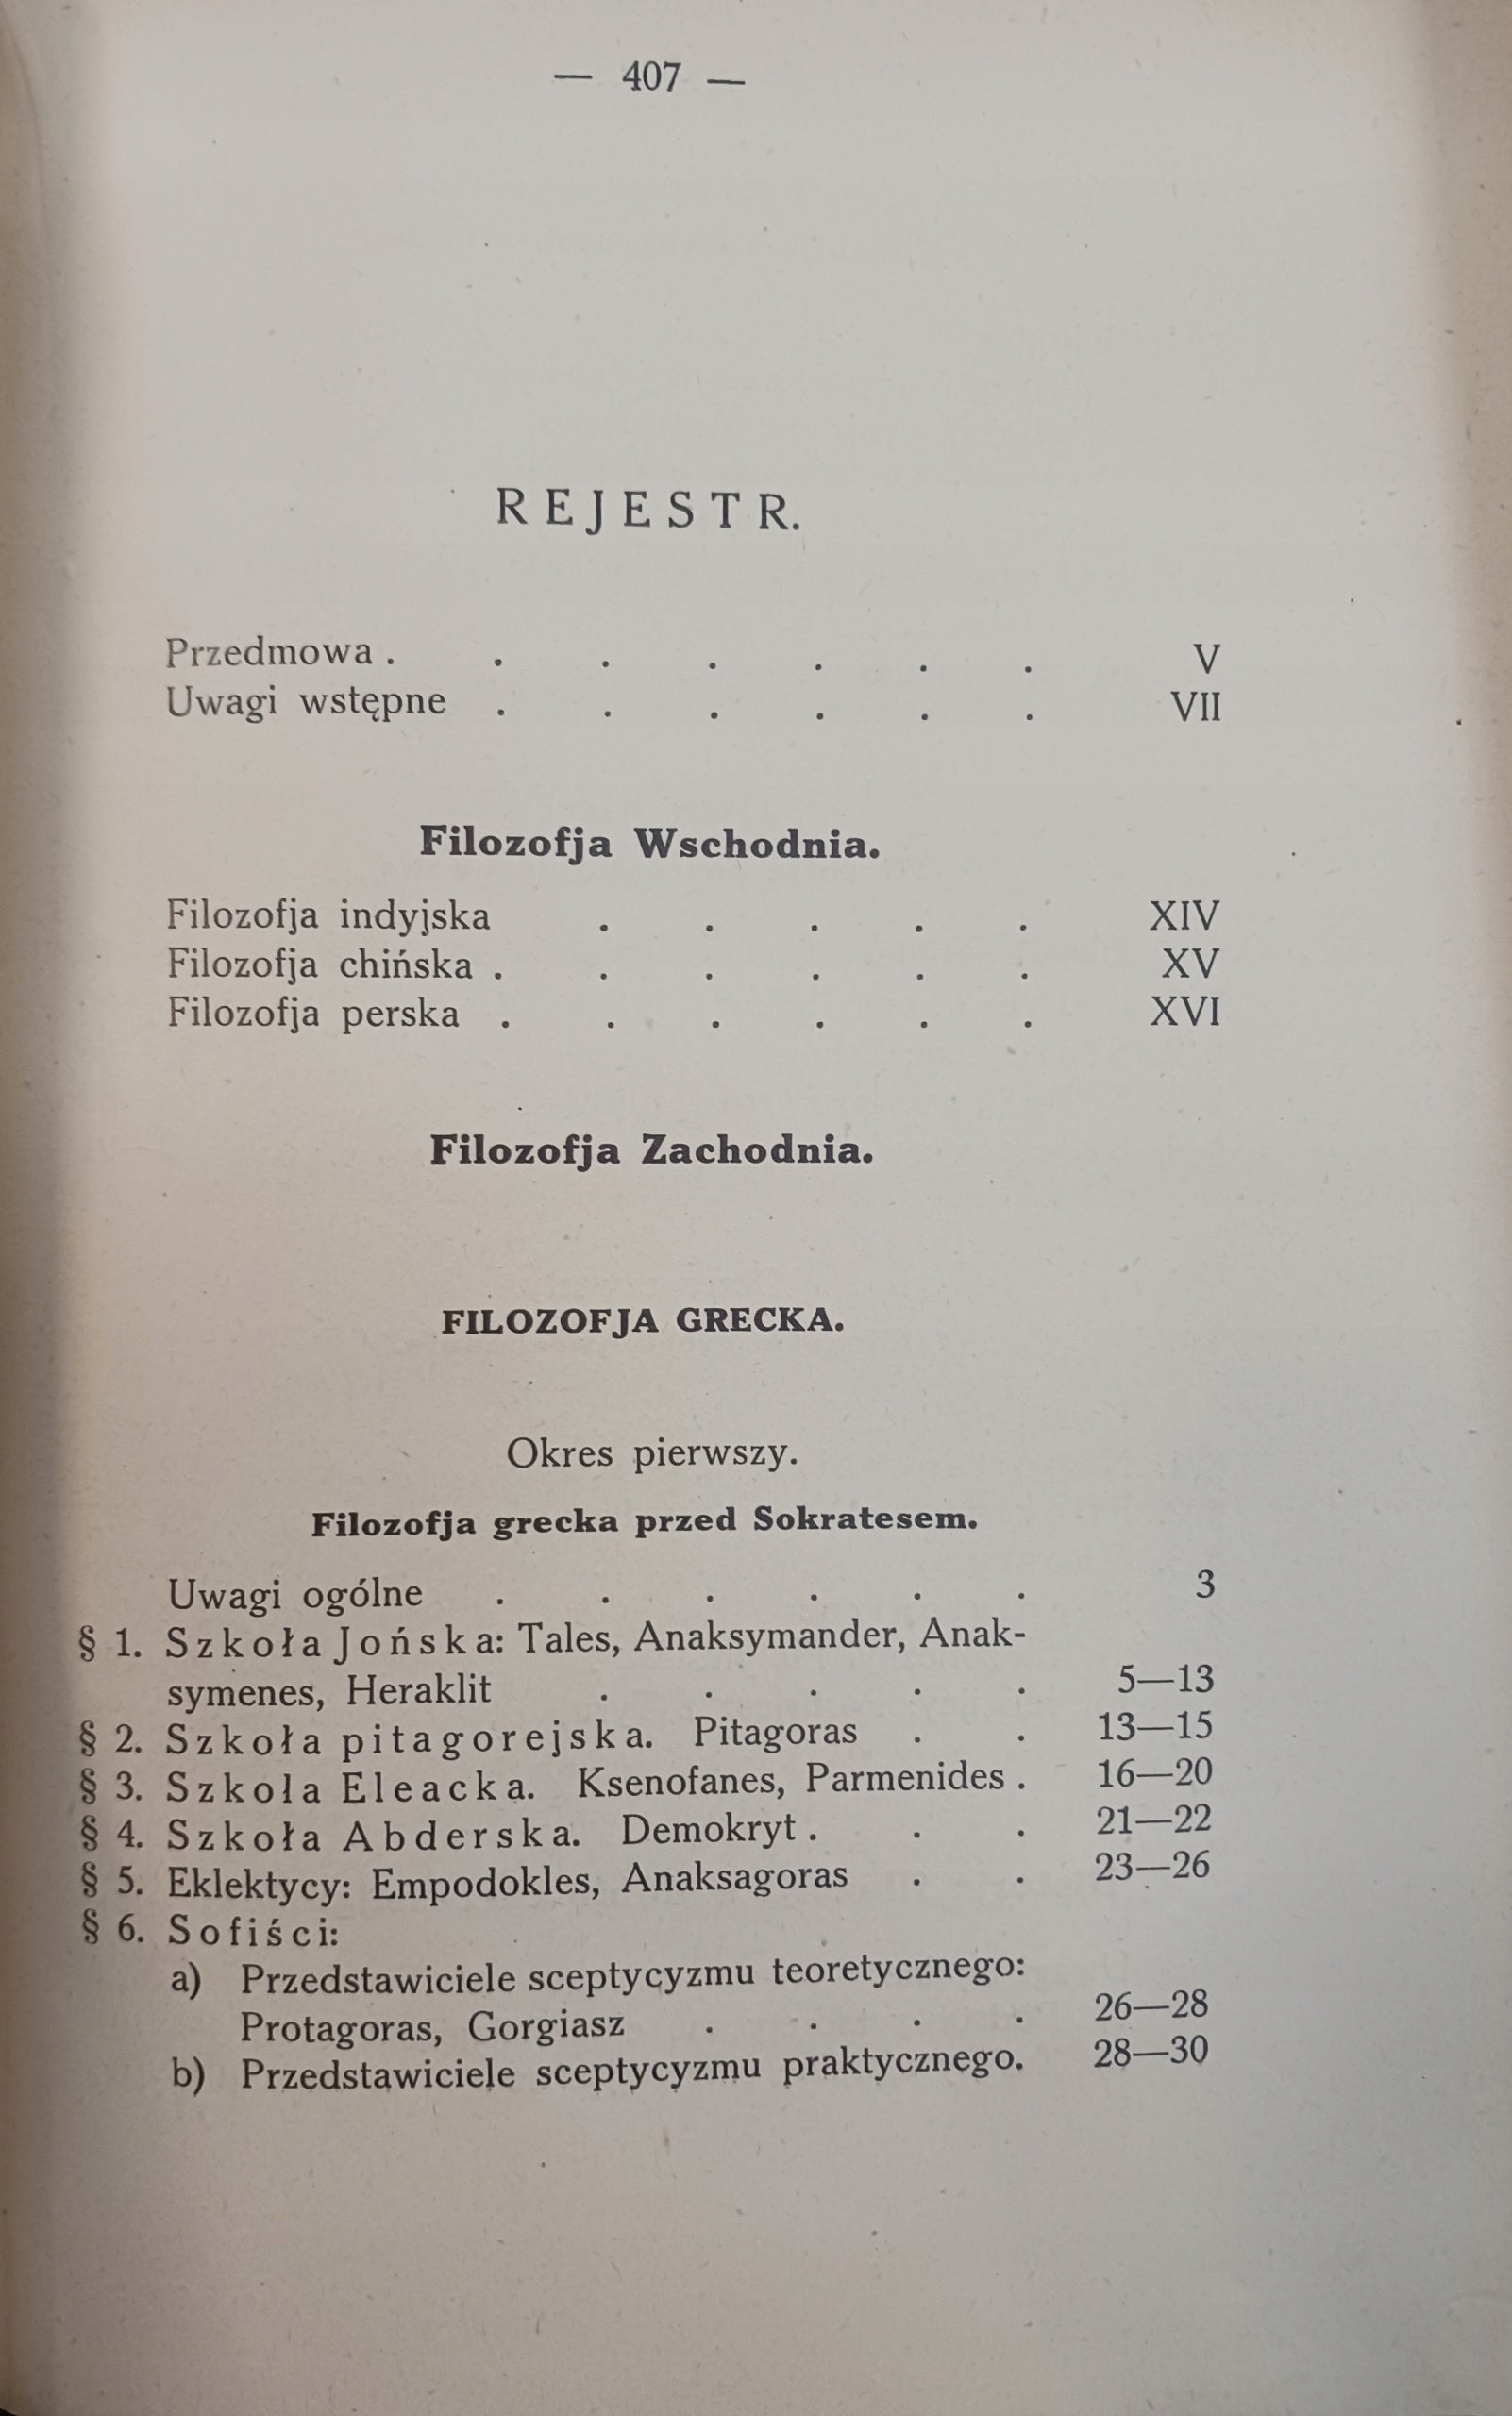 — 407 —
REJESTR.
Przedmowa . . . . . . . V
Uwagi wstępne . . . . . . VII
Filozofja Wschodnia.
Filozofja indyjska . . . . . XIV
Filozofja chińska . . . . . . XV
Filozofja perska . . . . . . XVI
Filozofja Zachodnia.
FILOZOFJA GRECKA.
Okres pierwszy.
Filozofja grecka przed Sokratesem.
Uwagi ogólne . . . . . . 3
§ 1. Szkoła Jońska: Tales, Anaksymander, Anak-
symenes, Heraklit . . . . . 5—13
§ 2. Szkoła pitagorejska. Pitagoras . . 13—15
§ 3. Szkola Eleacka. Ksenofanes, Parmenides . 16—20
§ 4. Szkoła Abderska. Demokryt . . . 21—22
§ 5. Eklektycy: Empodokles, Anaksagoras . . 23—26
§ 6. Sofiści:
a) Przedstawiciele sceptycyzmu teoretycznego:
Protagoras, Gorgiasz . . . . 26—28
b) Przedstawiciele sceptycyzmu praktycznego. 28—30